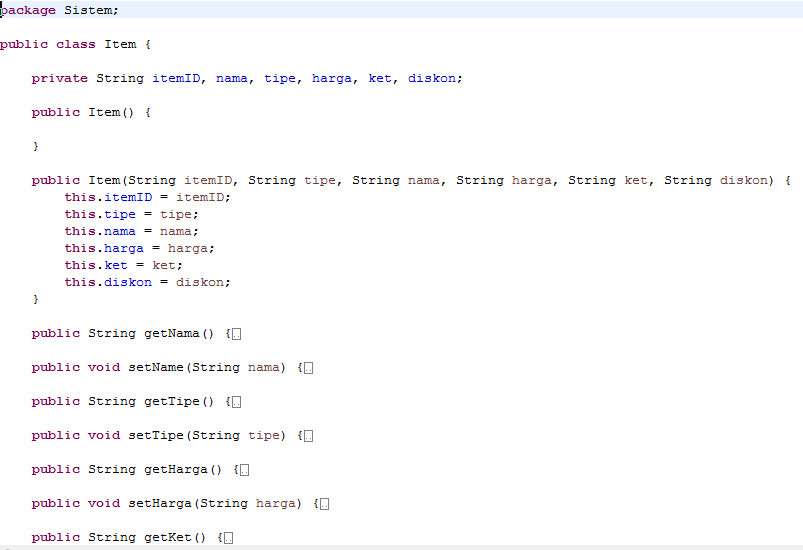 package Sistem;
public class Item {
private String itemID, nama, tipe, harga, ket, diskon;
public Item() {
}
public Item(String itemID, String tipe, String nama, String harga, String ket, String diskon) {
this.itemID = itemID;
this.tipe = tipe;
this.nama = nama;
this.harga = harga;
this.ket = ket;
this.diskon = diskon;
}
public String getNama() {..
public void setName(String nama) {..
public String getTipe() {..
public void setTipe(String tipe) {..
public String getHarga() {..
public void setHarga(String harga) {..
public String getKet() {..